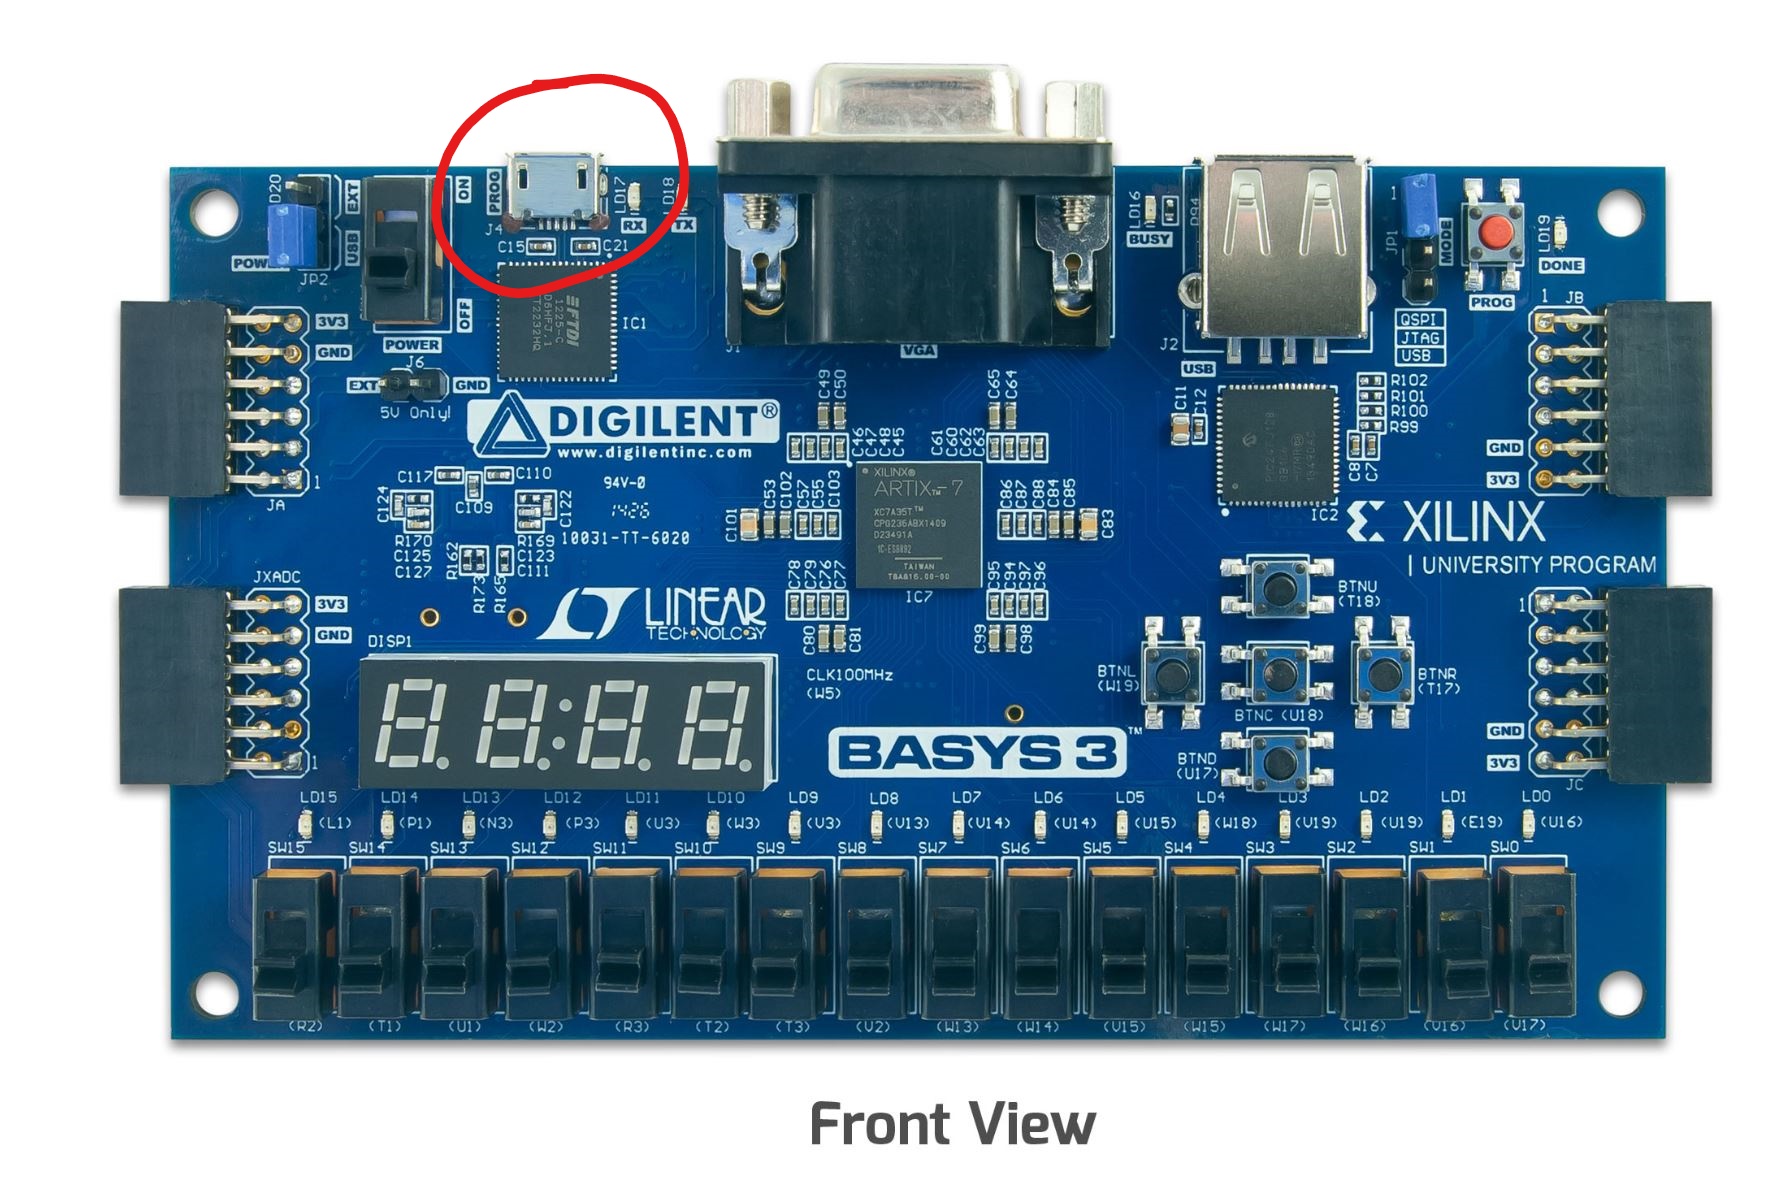 LD20
EXT
USB
POWER
JP2
ON
OFF
POWER
PROG
J4
C15
C21
LD17
RX
LD18
TX
FTDI
1225-C
FT2232HQ
IC1
J1
VGA
LD16
BUSY
R94
J2
USB
1
JP1
MODE
QSPI
JTAG
USB
PROG
LD19
DONE
3V3
GND
1
JA
J6
EXT
GND
5V Only!
DIGILENT®
www.digilentinc.com
C49
C50
C65
C64
C46
C47
C48
C45
C61
C60
C62
C63
C11
C12
R102
R101
R100
R99
C8
C7
IC2
1
JB
GND
3V3
C117
C110
C109
C124
C122
R170
C125
C127
R169
C123
C111
R162
R173
R165
94V-0
1426
10031-TT-6020
C101
C53
C102
C57
C55
C103
XILINX®
ARTIX™-7
XC7A35T™
CPG236ABX1409
D23491A
TAIWAN
IC7
C86
C87
C88
C84
C85
C83
C78
C79
C76
C77
C80
C81
C95
C94
C97
C96
C99
C98
XILINX
UNIVERSITY PROGRAM
JXADC
3V3
GND
1
LINEAR
TECHNOLOGY
DISP1
CLK100MHz
(W5)
BTNU
(T18)
BTNL
(W19)
BTNC (U18)
BTNR
(T17)
BTND
(U17)
1
GND
3V3
JC
BASYS 3™
LD15 LD14 LD13 LD12 LD11 LD10 LD9 LD8 LD7 LD6 LD5 LD4 LD3 LD2 LD1 LD0
(L1) (P1) (N3) (P3) (U3) (W3) (V3) (V13) (V14) (U14) (U15) (W18) (V19) (U19) (E19) (U16)
SW15 SW14 SW13 SW12 SW11 SW10 SW9 SW8 SW7 SW6 SW5 SW4 SW3 SW2 SW1 SW0
(R2) (T1) (U1) (W2) (R3) (T2) (T3) (V2) (W13) (W14) (V15) (W15) (W17) (W16) (V16) (V17)
Front View